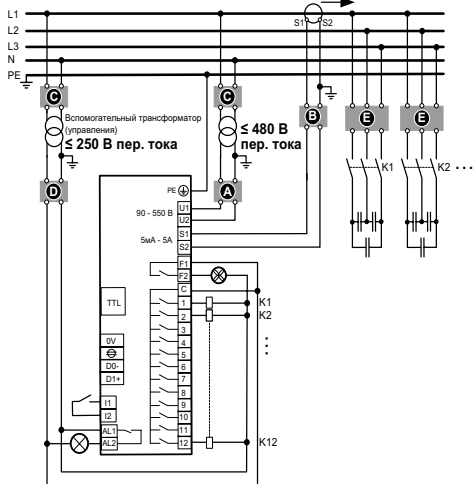 L1
L2
L3
N
PE
S1 S2
C
C
B
E
E
Вспомогательный трансформатор
(управления)
≤ 250 В
пер. тока
≤ 480 В
пер. тока
K1
K2 ...
D
A
PE
90 - 550 В
U1
U2
5мА - 5А
S1
S2
F1
F2
C
TTL
1
K1
2
K2
3
0V
4
5
D0-
6
D1+
7
8
I1
9
I2
10
AL1
11
AL2
12
K12